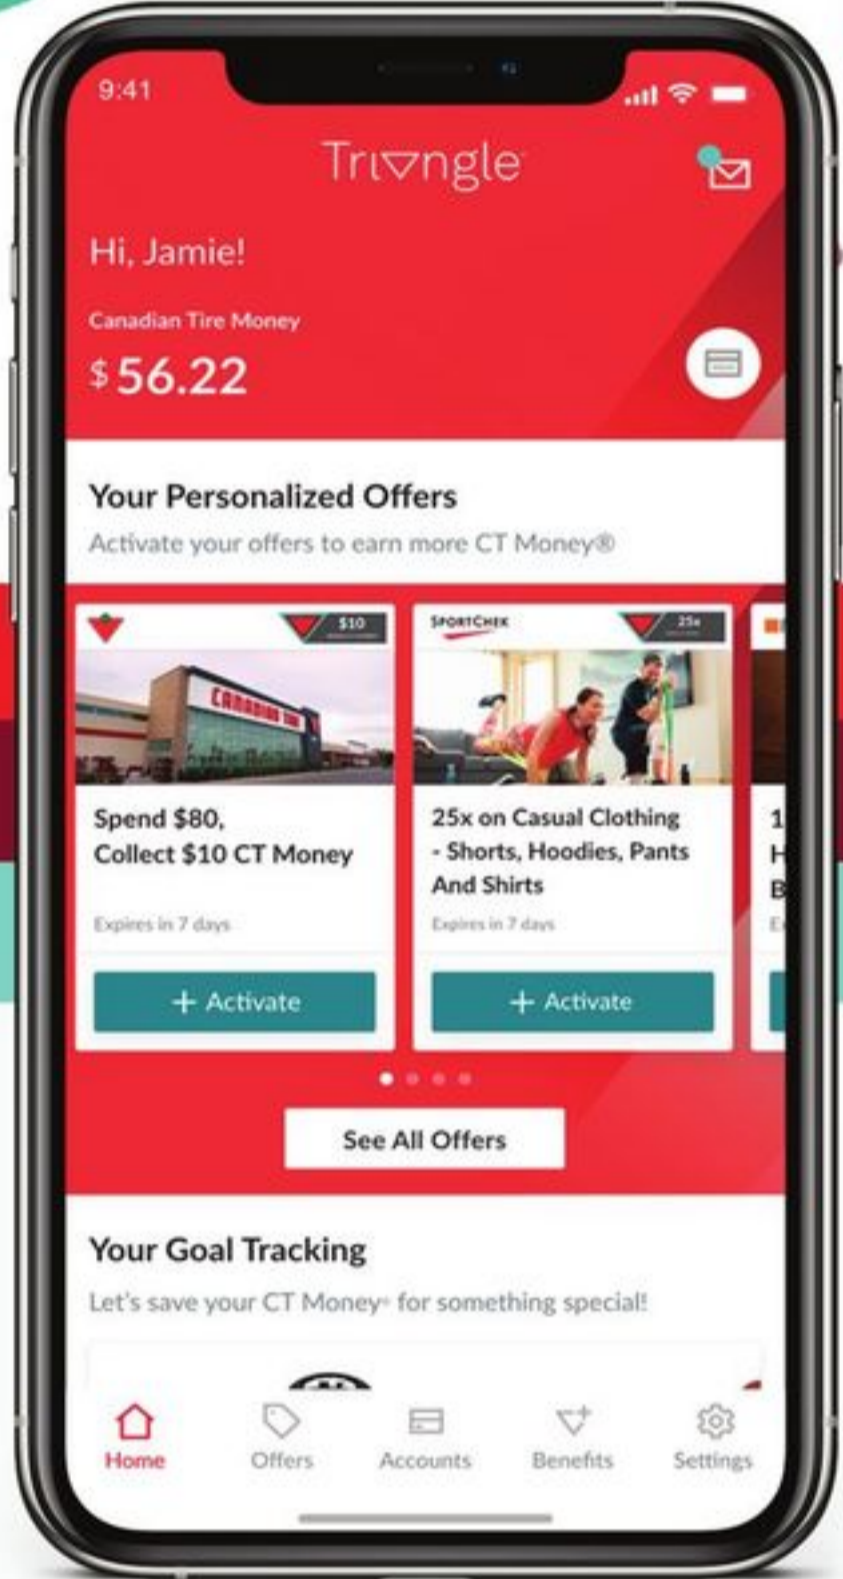 9:41
Triangle
Hi, Jamie!
Canadian Tire Money
$56.22
Your Personalized Offers
Activate your offers to earn more CT Money®
$10
SPORTCHEK
25x
CANADIAN TIRE
Spend $80,
Collect $10 CT Money
Expires in 7 days
+ Activate
25x on Casual Clothing
- Shorts, Hoodies, Pants
And Shirts
Expires in 7 days
+ Activate
1
H
B
E
See All Offers
Your Goal Tracking
Let's save your CT Money® for something special!
Home
Offers
Accounts
Benefits
Settings